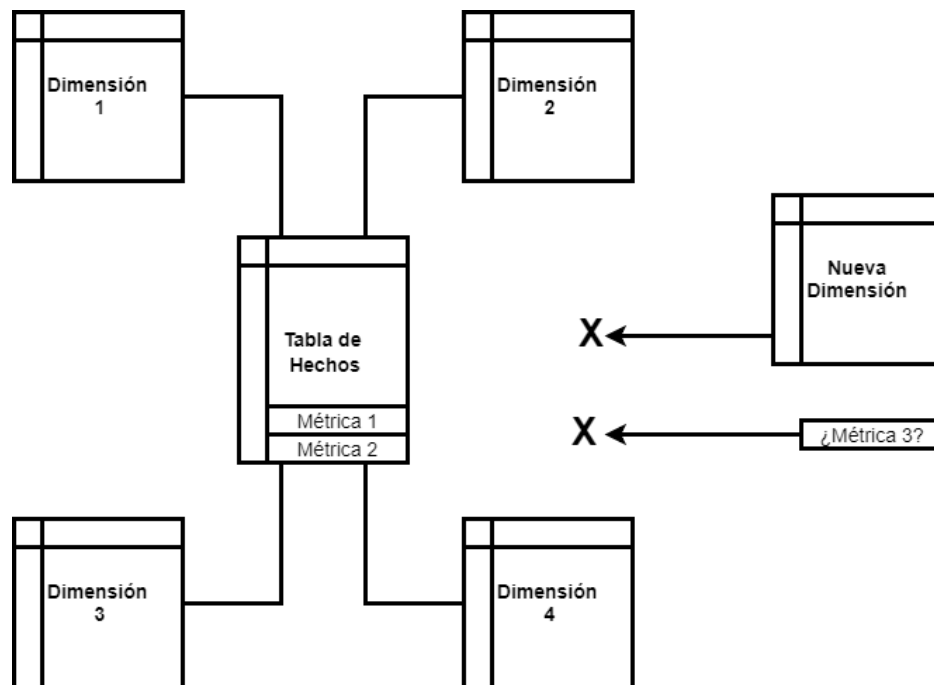 Dimensión
1
Dimensión
2
Nueva
Dimensión
Tabla de
Hechos
X
Métrica 1
X
¿Métrica 3?
Métrica 2
Dimensión
3
Dimensión
4